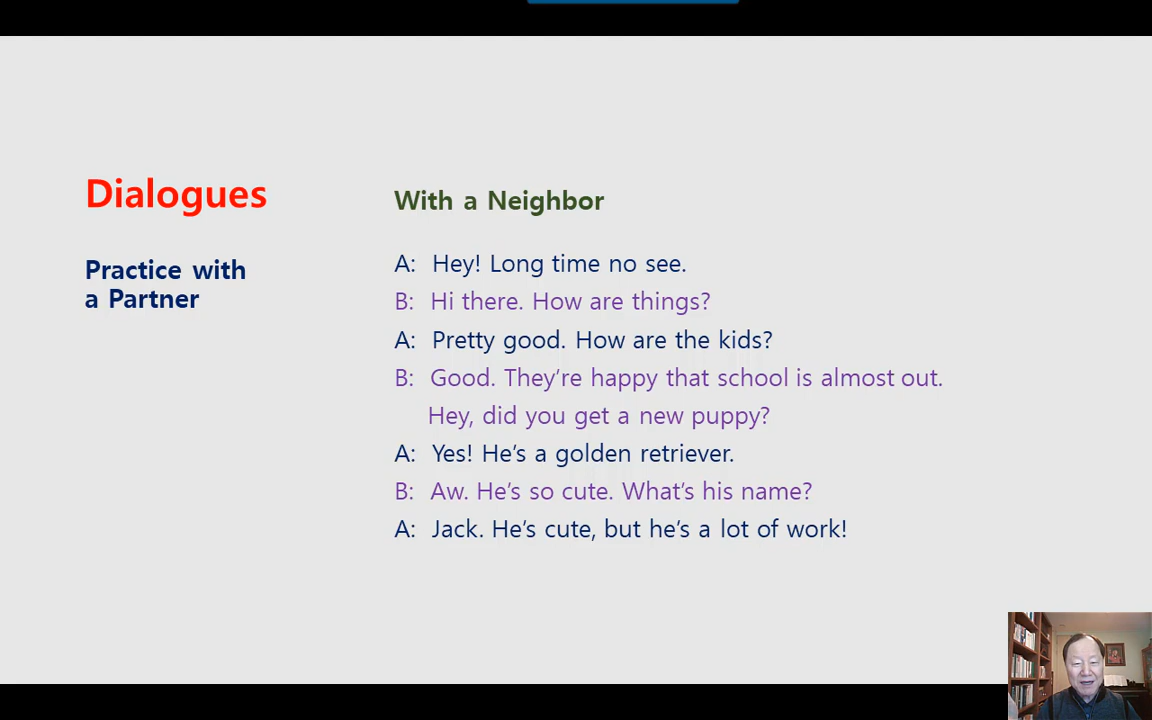 Dialogues
Practice with
a Partner
With a Neighbor
A: Hey! Long time no see.
B: Hi there. How are things?
A: Pretty good. How are the kids?
B: Good. They’re happy that school is almost out.
Hey, did you get a new puppy?
A: Yes! He’s a golden retriever.
B: Aw. He’s so cute. What’s his name?
A: Jack. He’s cute, but he’s a lot of work!